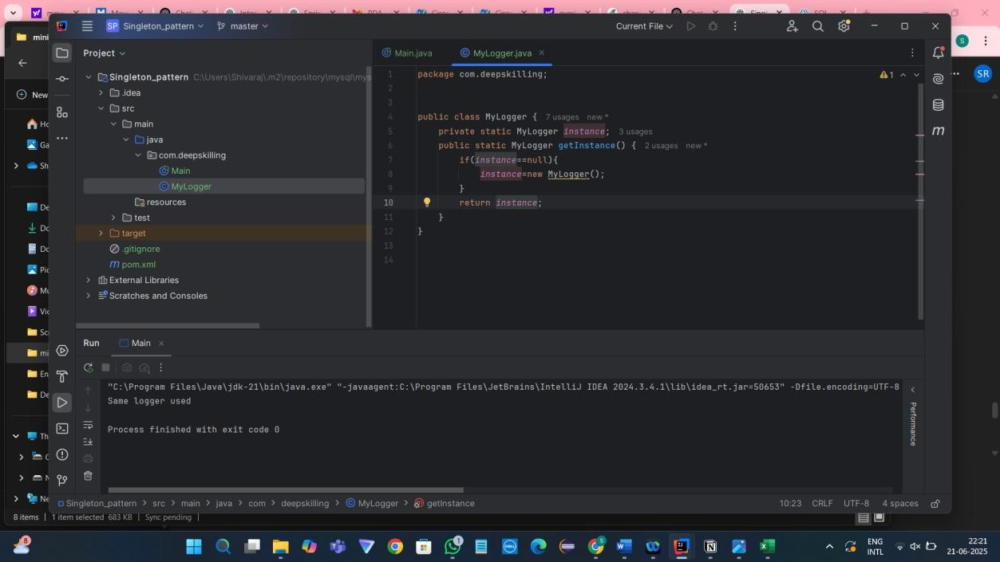 Singleton_pattern
master
Current File
SR
Project
Main.java
MyLogger.java
Singleton_pattern C:\Users\Shivaraj\.m2\repository\mysql\mys
.idea
src
main
java
com.deepskilling
Main
MyLogger
resources
test
target
.gitignore
pom.xml
External Libraries
Scratches and Consoles
1 package com.deepskilling;
2
3
4 public class MyLogger { 7 usages new *
5 private static MyLogger instance; 3 usages
6 public static MyLogger getInstance() { 2 usages new *
7 if(instance==null){
8 instance=new MyLogger();
9 }
10 return instance;
11 }
12 }
13
14
1
Run
Main
"C:\Program Files\Java\jdk-21\bin\java.exe" "-javaagent:C:\Program Files\JetBrains\IntelliJ IDEA 2024.3.4.1\lib\idea_rt.jar=50653" -Dfile.encoding=UTF-8
Same logger used
Process finished with exit code 0
Performance
Singleton_pattern > src > main > java > com > deepskilling > MyLogger > getInstance
10:23 CRLF UTF-8 4 spaces
8 items 1 item selected 683 KB Sync pending
ENG
INTL
22:21
21-06-2025